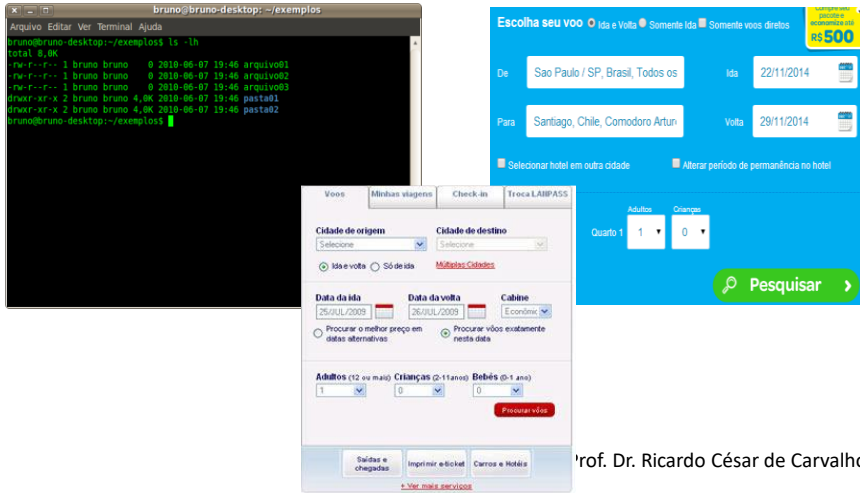 bruno@bruno-desktop: ~/exemplos
Arquivo Editar Ver Terminal Ajuda
bruno@bruno-desktop:~/exemplos$ ls -lh
total 8,0K
-rw-r--r-- 1 bruno bruno 0 2010-06-07 19:46 arquivo01
-rw-r--r-- 1 bruno bruno 0 2010-06-07 19:46 arquivo02
-rw-r--r-- 1 bruno bruno 0 2010-06-07 19:46 arquivo03
drwxr-xr-x 2 bruno bruno 4,0K 2010-06-07 19:46 pasta01
drwxr-xr-x 2 bruno bruno 4,0K 2010-06-07 19:46 pasta02
bruno@bruno-desktop:~/exemplos$
Escolha seu voo Ida e Volta Somente Ida Somente voos diretos
Compre seu
pacote e
economize até
R$500
De Sao Paulo / SP, Brasil, Todos os Ida 22/11/2014
Para Santiago, Chile, Comodoro Arturo Volta 29/11/2014
Selecionar hotel em outra cidade Alterar período de permanência no hotel
Adultos Crianças
Quarto 1 1 0
Pesquisar
Voos Minhas viagens Check-in Troca LANPASS
Cidade de origem Cidade de destino
Selecione Selecione
Ida e volta Só de ida Múltiplas Cidades
Data da ida Data da volta Cabine
25/JUL/2009 26/JUL/2009 Econômic
Procurar o melhor preço em
datas alternativas
Procurar vôos exatamente
nesta data
Adultos (12 ou mais) Crianças (2-11 anos) Bebés (0-1 ano)
1 0 0
Procurar vôos
Saídas e
chegadas
Imprimir e-ticket Carros e Hotéis
+ Ver mais serviços
Prof. Dr. Ricardo César de Carvalho